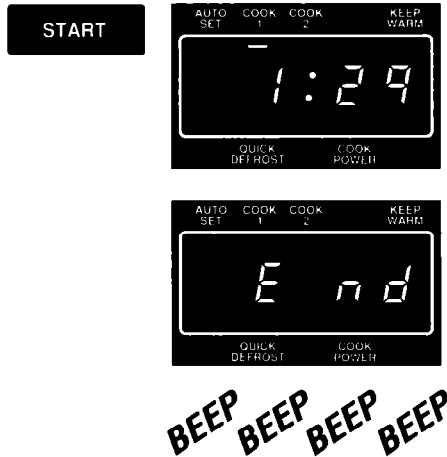 START
AUTO SET COOK 1 COOK 2 KEEP WARM
1:29
QUICK DEFROST COOK POWER
AUTO SET COOK 1 COOK 2 KEEP WARM
E nd
QUICK DEFROST COOK POWER
BEEP BEEP BEEP BEEP